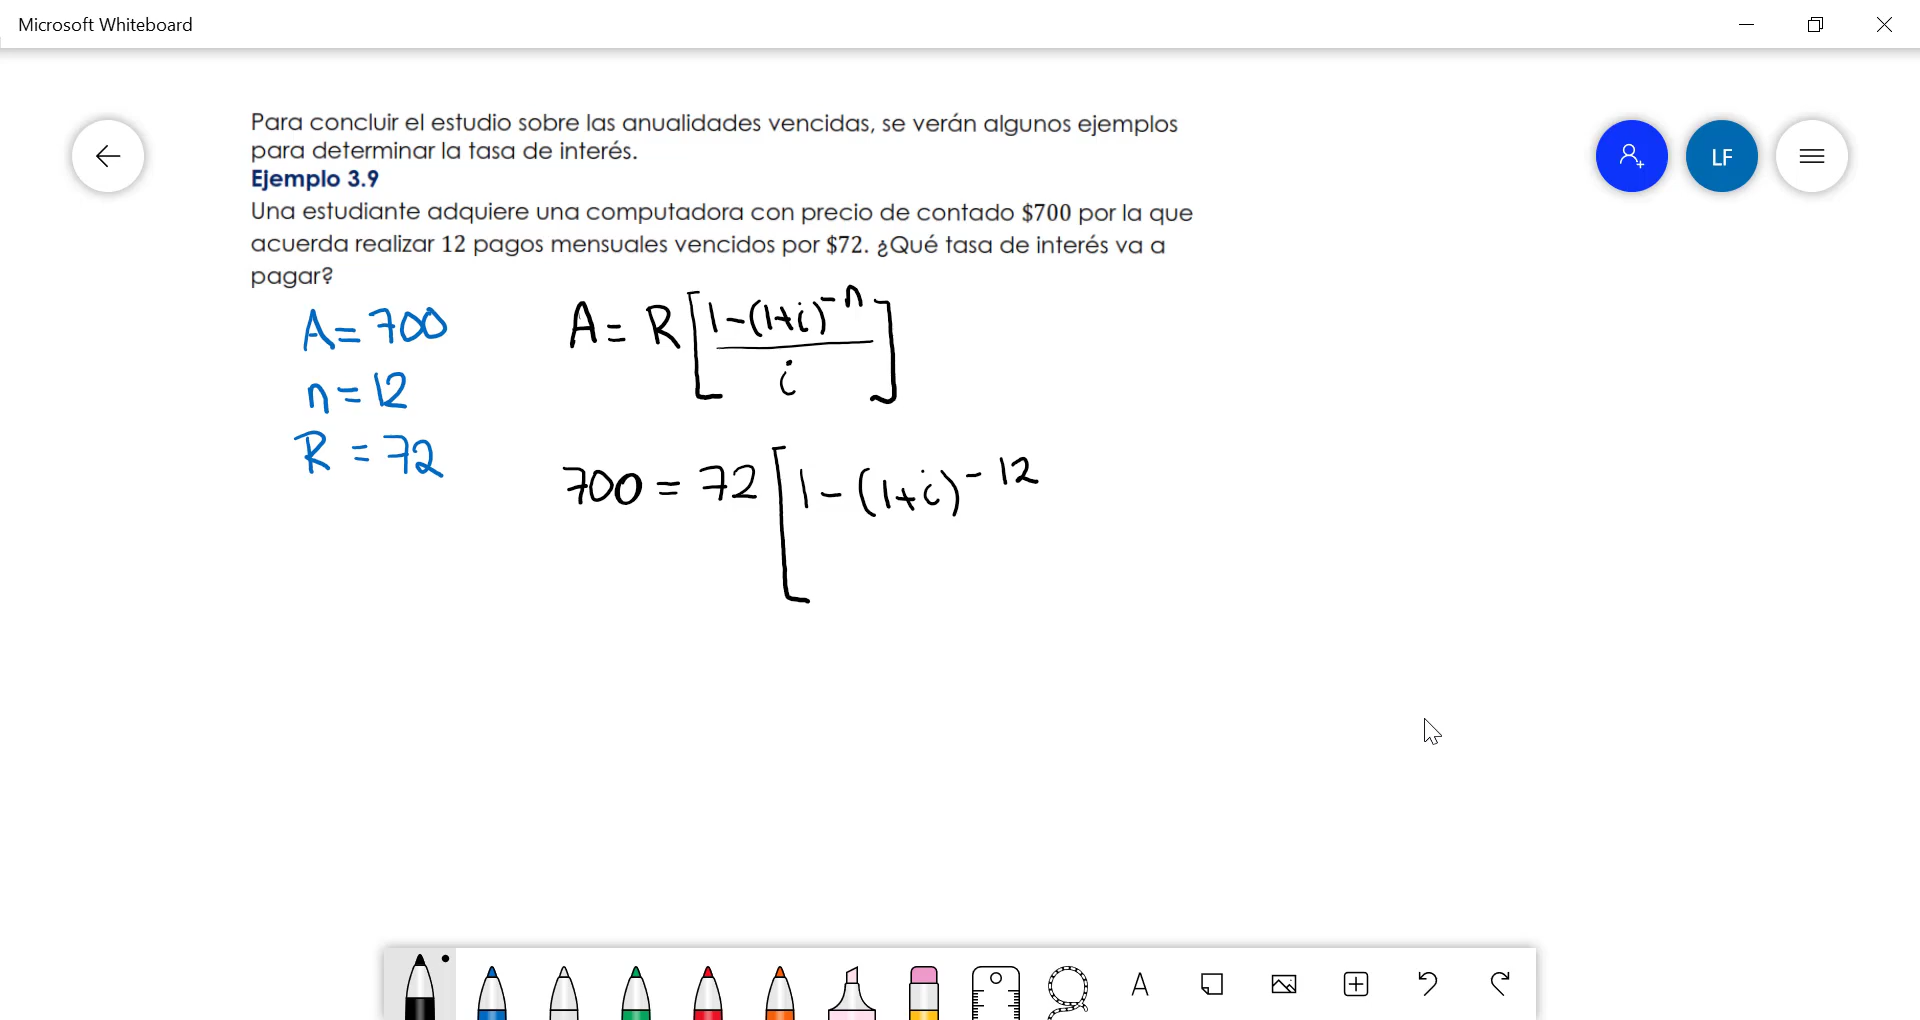 Microsoft Whiteboard
Para concluir el estudio sobre las anualidades vencidas, se verán algunos ejemplos
para determinar la tasa de interés.
Ejemplo 3.9
Una estudiante adquiere una computadora con precio de contado $700 por la que
acuerda realizar 12 pagos mensuales vencidos por $72. ¿Qué tasa de interés va a
pagar?
LF
A = 700
n = 12
R = 72
A = R [ 1-(1+i)^-n / i ]
700 = 72 [ 1 - (1+i)^-12
A